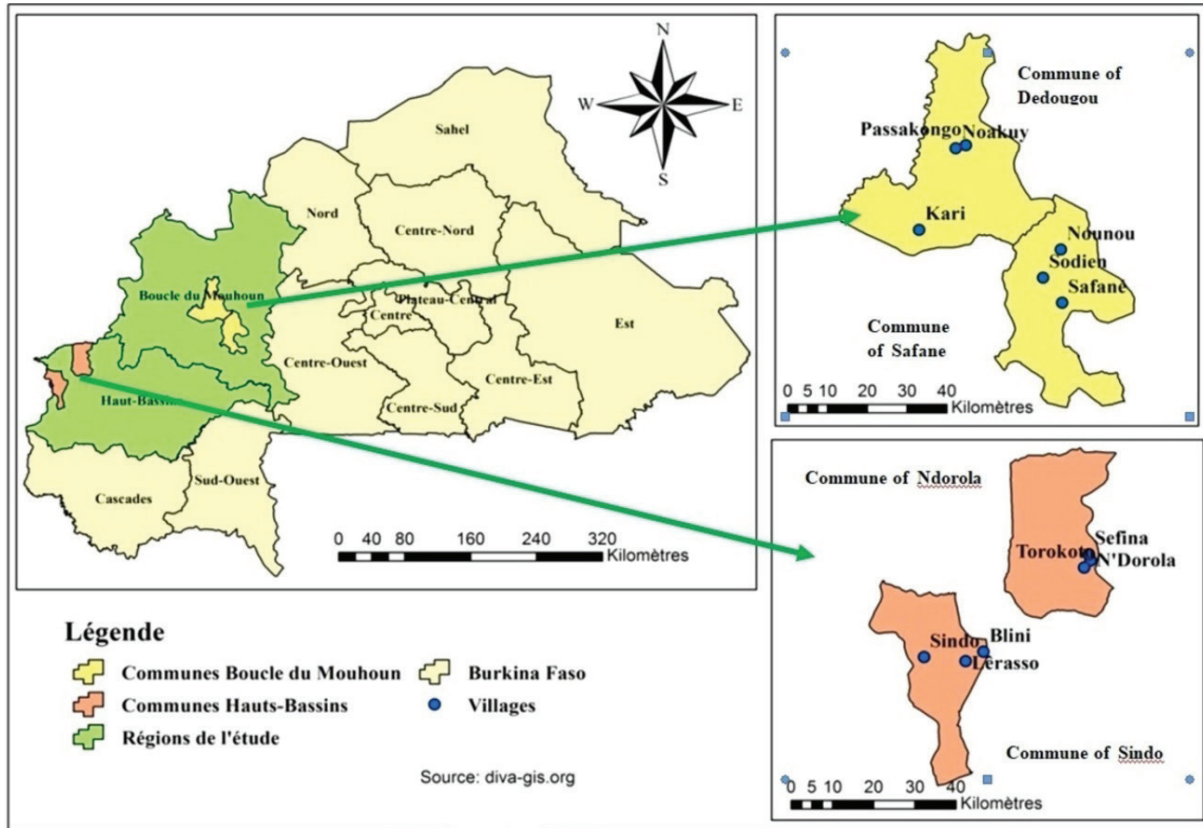 N
W
E
S
Sahel
Nord
Centre-Nord
Boucle du Mouhoun
Plateau-Central
Centre
Est
Centre-Ouest
Centre-Est
Haut-Bassin
Centre-Sud
Sud-Ouest
Cascades
0 40 80 160 240 320
Kilomètres
Commune of
Dedougou
Passakongo
Noakuy
Kari
Nounou
Sodien
Safané
Commune
of Safane
0 5 10 20 30 40
Kilomètres
Commune of Ndorola
Sefina
Torokoto
N'Dorola
Blini
Sindo
Lérasso
Commune of Sindo
0 5 10 20 30 40
Kilomètres
Légende
Communes Boucle du Mouhoun
Burkina Faso
Communes Hauts-Bassins
Villages
Régions de l'étude
Source: diva-gis.org